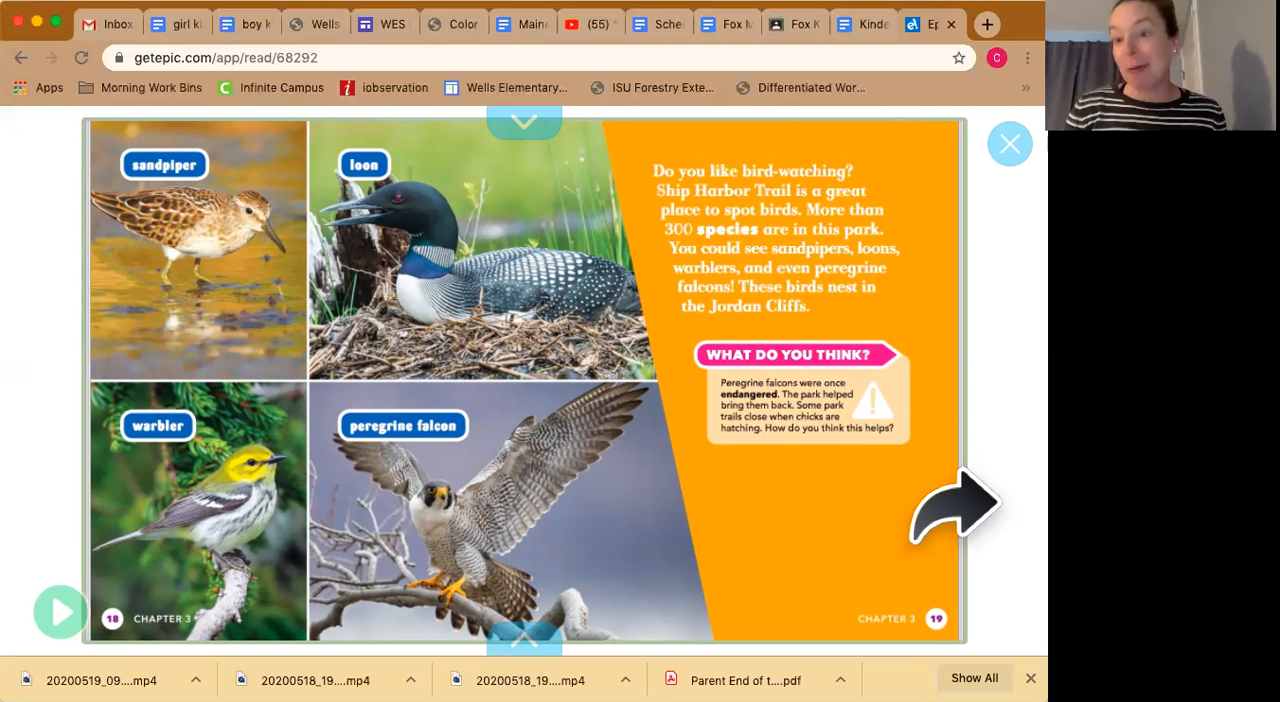 Inbox
girl ki
boy k
Wells
WES
Color
Maine
(55)
Sche
Fox M
Fox K
Kinde
Ep
getepic.com/app/read/68292
C
Apps
Morning Work Bins
Infinite Campus
iobservation
Wells Elementary...
ISU Forestry Exte...
Differentiated Wor...
»
sandpiper
loon
warbler
peregrine falcon
Do you like bird-watching?
Ship Harbor Trail is a great
place to spot birds. More than
300 species are in this park.
You could see sandpipers, loons,
warblers, and even peregrine
falcons! These birds nest in
the Jordan Cliffs.
WHAT DO YOU THINK?
Peregrine falcons were once
endangered. The park helped
bring them back. Some park
trails close when chicks are
hatching. How do you think this helps?
18 CHAPTER 3
CHAPTER 3 19
20200519_09....mp4
20200518_19....mp4
20200518_19....mp4
Parent End of t....pdf
Show All